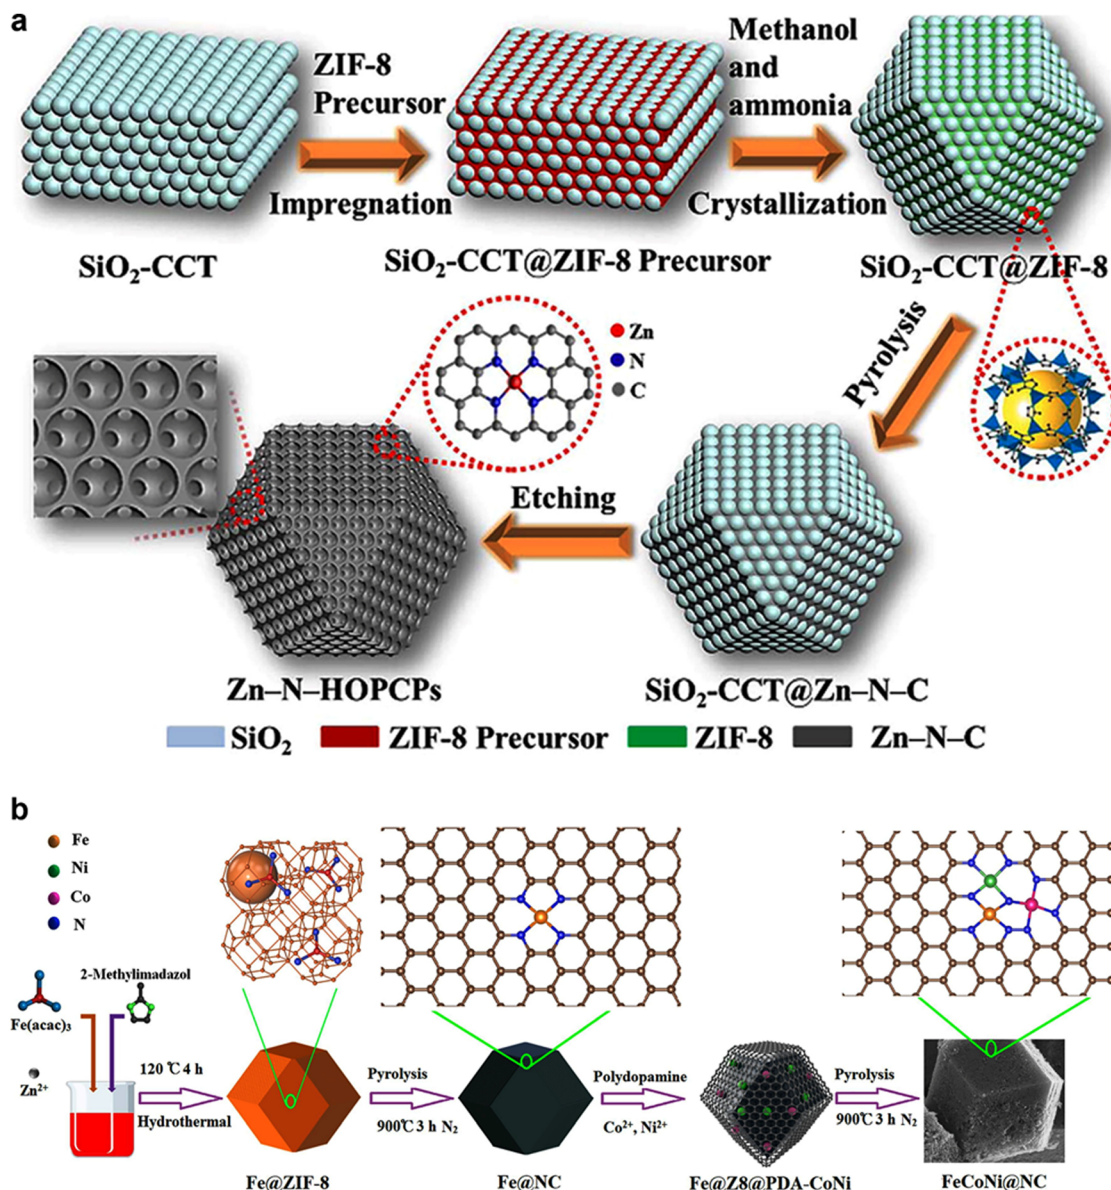 a
ZIF-8
Precursor
Impregnation
Methanol
and
ammonia
Crystallization
SiO₂-CCT
SiO₂-CCT@ZIF-8 Precursor
SiO₂-CCT@ZIF-8
Pyrolysis
Zn
N
C
Etching
Zn–N–HOPCPs
SiO₂-CCT@Zn–N–C
SiO₂
ZIF-8 Precursor
ZIF-8
Zn–N–C
b
Fe
Ni
Co
N
2-Methylimadazol
Fe(acac)₃
Zn²⁺
120 ℃ 4 h
Hydrothermal
Pyrolysis
900℃ 3 h N₂
Polydopamine
Co²⁺, Ni²⁺
Pyrolysis
900℃ 3 h N₂
Fe@ZIF-8
Fe@NC
Fe@Z8@PDA-CoNi
FeCoNi@NC